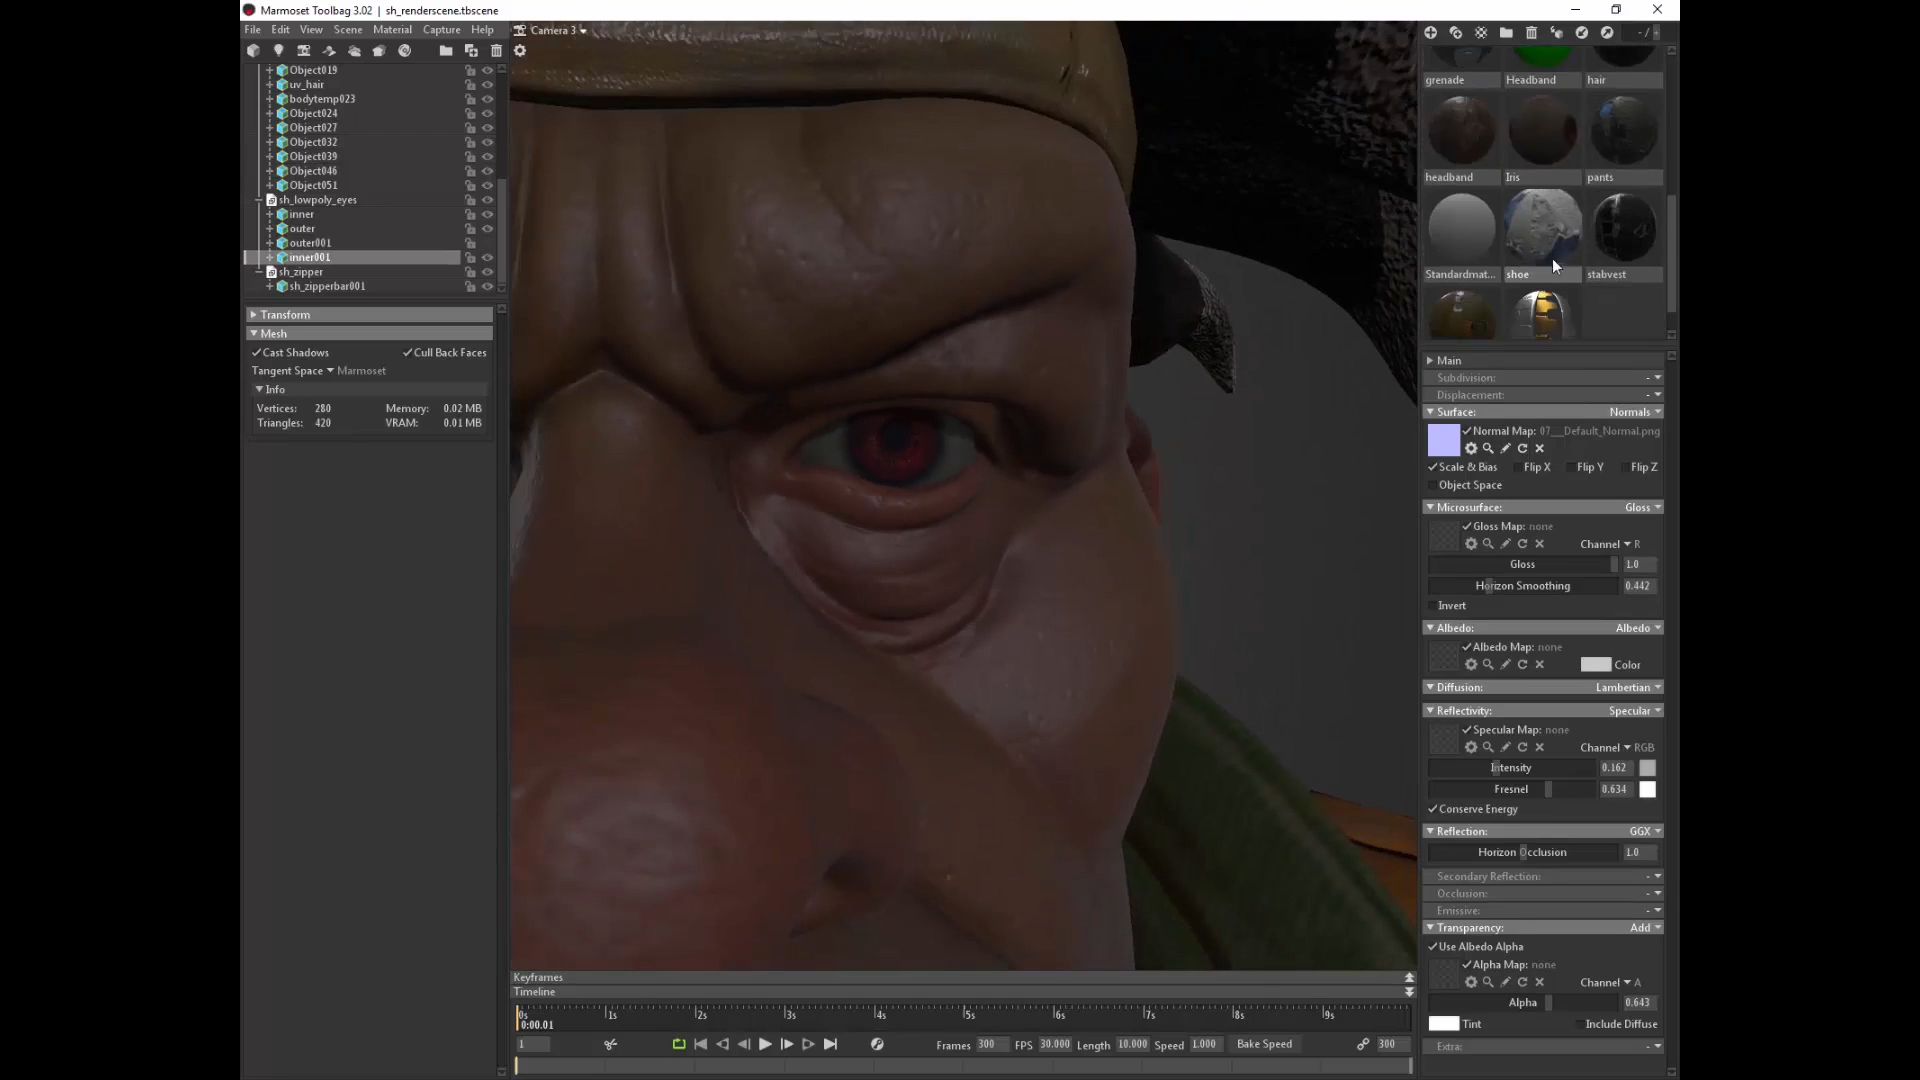 Marmoset Toolbag 3.02 | sh_renderscene.tbscene
File Edit View Scene Material Capture Help
Camera 3
- /
Object019
uv_hair
bodytemp023
Object024
Object027
Object032
Object039
Object046
Object051
sh_lowpoly_eyes
inner
outer
outer001
inner001
sh_zipper
sh_zipperbar001
Transform
Mesh
Cast Shadows Cull Back Faces
Tangent Space Marmoset
Info
Vertices: 280 Memory: 0.02 MB
Triangles: 420 VRAM: 0.01 MB
grenade Headband hair
headband Iris pants
Standardmat... shoe stabvest
Main
Subdivision: -
Displacement: -
Surface: Normals
Normal Map: 07__Default_Normal.png
Scale & Bias Flip X Flip Y Flip Z
Object Space
Microsurface: Gloss
Gloss Map: none
Channel R
Gloss 1.0
Horizon Smoothing 0.442
Invert
Albedo: Albedo
Albedo Map: none
Color
Diffusion: Lambertian
Reflectivity: Specular
Specular Map: none
Channel RGB
Intensity 0.162
Fresnel 0.634
Conserve Energy
Reflection: GGX
Horizon Occlusion 1.0
Secondary Reflection: -
Occlusion: -
Emissive: -
Transparency: Add
Use Albedo Alpha
Alpha Map: none
Channel A
Alpha 0.643
Tint Include Diffuse
Extra: -
Keyframes
Timeline
0s 1s 2s 3s 4s 5s 6s 7s 8s 9s
0:00.01
1 Frames 300 FPS 30.000 Length 10.000 Speed 1.000 Bake Speed 300